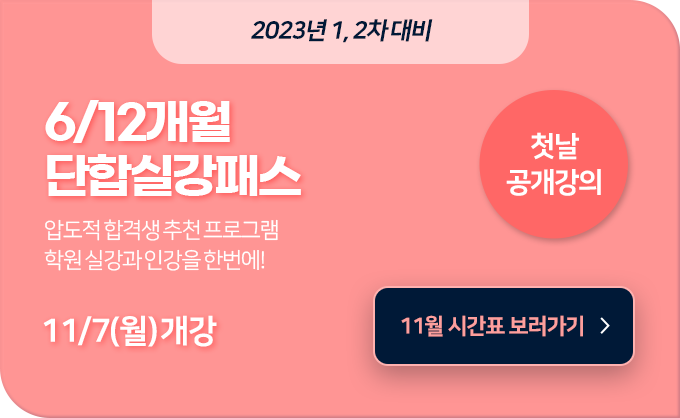 2023년 1, 2차 대비
6/12개월
단합실강패스
첫날
공개강의
압도적 합격생 추천 프로그램
학원 실강과 인강을 한번에!
11/7(월) 개강
11월 시간표 보러가기